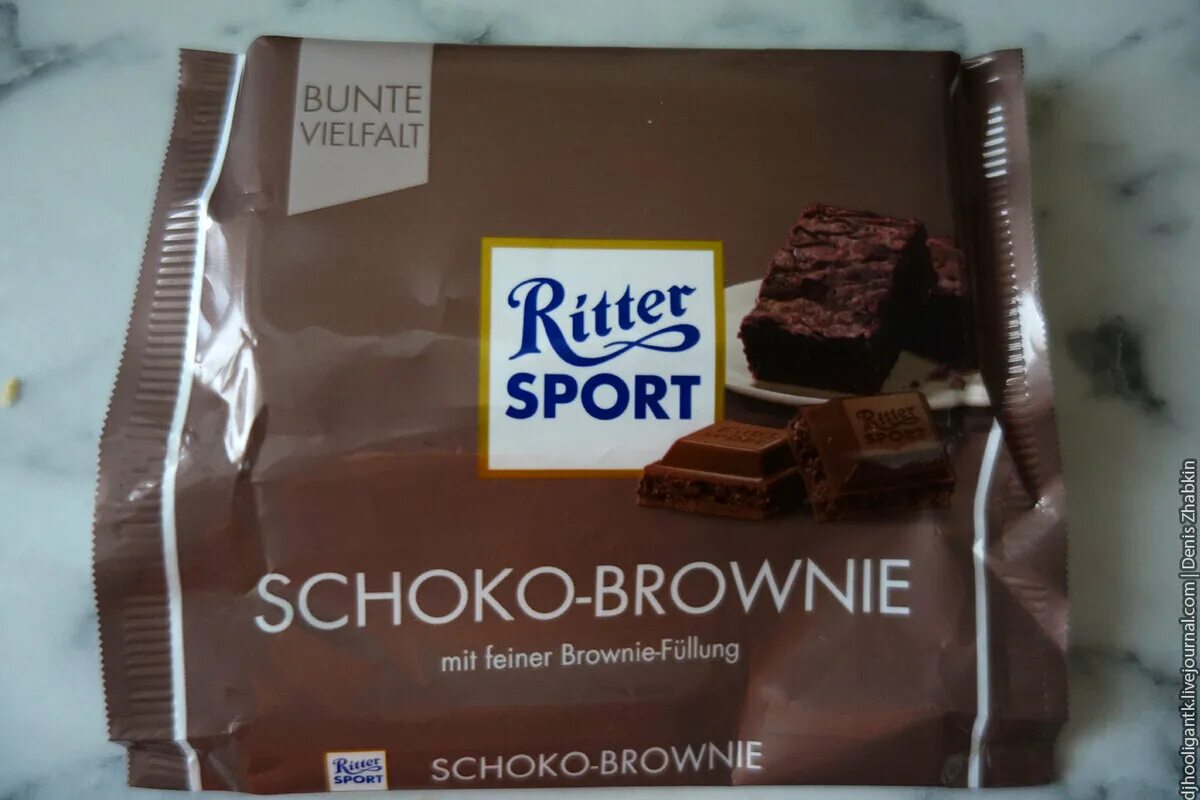 BUNTE
VIELFALT
Ritter
SPORT
Ritter
SPORT
SCHOKO-BROWNIE
mit feiner Brownie-Füllung
Ritter
SPORT
SCHOKO-BROWNIE
djhooligantk.livejournal.com | Denis Zhabkin